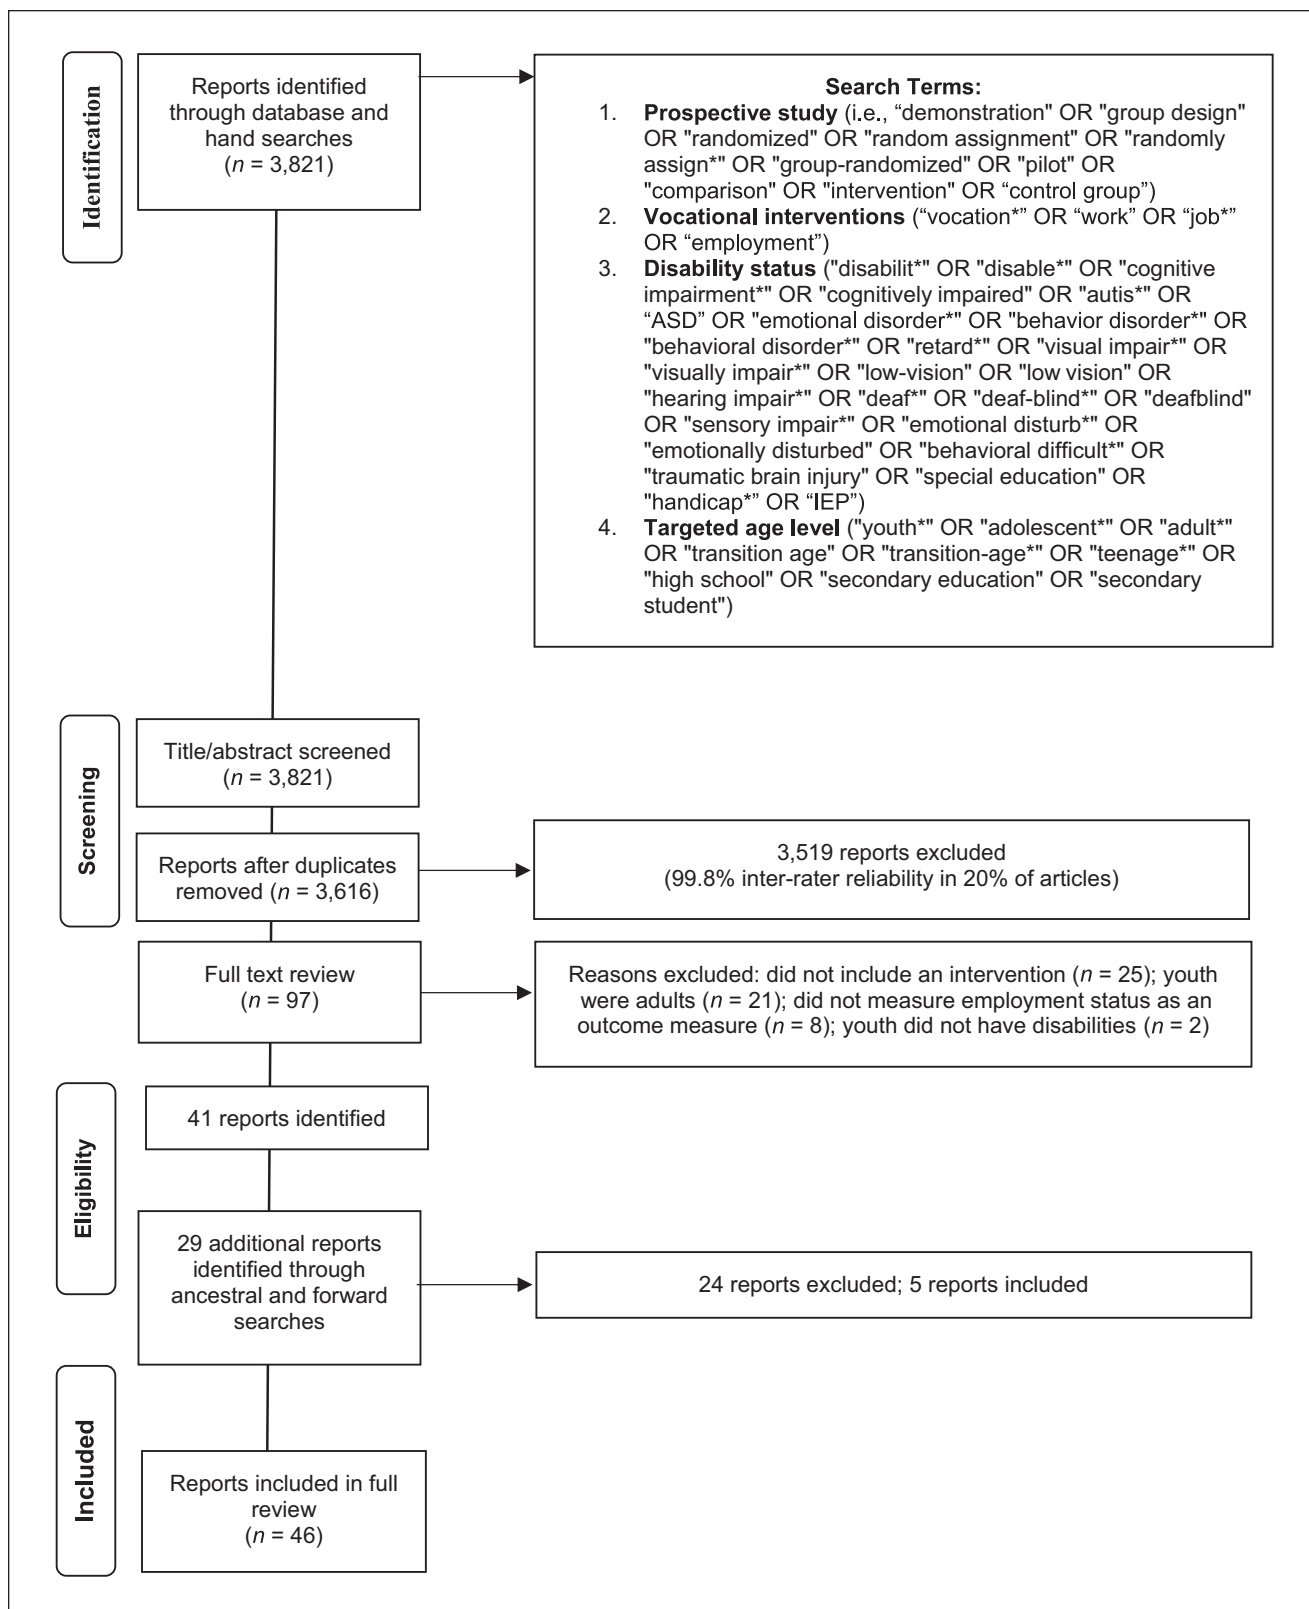 Identification
Reports identified
through database and
hand searches
(n = 3,821)
Search Terms:
1. Prospective study (i.e., “demonstration" OR "group design"
OR "randomized" OR "random assignment" OR "randomly
assign*" OR "group-randomized" OR "pilot" OR
"comparison" OR "intervention" OR “control group”)
2. Vocational interventions (“vocation*” OR “work” OR “job*”
OR “employment”)
3. Disability status ("disabilit*" OR "disable*" OR "cognitive
impairment*" OR "cognitively impaired" OR "autis*" OR
“ASD” OR "emotional disorder*" OR "behavior disorder*" OR
"behavioral disorder*" OR "retard*" OR "visual impair*" OR
"visually impair*" OR "low-vision" OR "low vision" OR
"hearing impair*" OR "deaf*" OR "deaf-blind*" OR "deafblind"
OR "sensory impair*" OR "emotional disturb*" OR
"emotionally disturbed" OR "behavioral difficult*" OR
"traumatic brain injury" OR "special education" OR
"handicap*” OR “IEP”)
4. Targeted age level ("youth*" OR "adolescent*" OR "adult*"
OR "transition age" OR "transition-age*" OR "teenage*" OR
"high school" OR "secondary education" OR "secondary
student")
Screening
Title/abstract screened
(n = 3,821)
Reports after duplicates
removed (n = 3,616)
3,519 reports excluded
(99.8% inter-rater reliability in 20% of articles)
Full text review
(n = 97)
Reasons excluded: did not include an intervention (n = 25); youth
were adults (n = 21); did not measure employment status as an
outcome measure (n = 8); youth did not have disabilities (n = 2)
Eligibility
41 reports identified
29 additional reports
identified through
ancestral and forward
searches
24 reports excluded; 5 reports included
Included
Reports included in full
review
(n = 46)